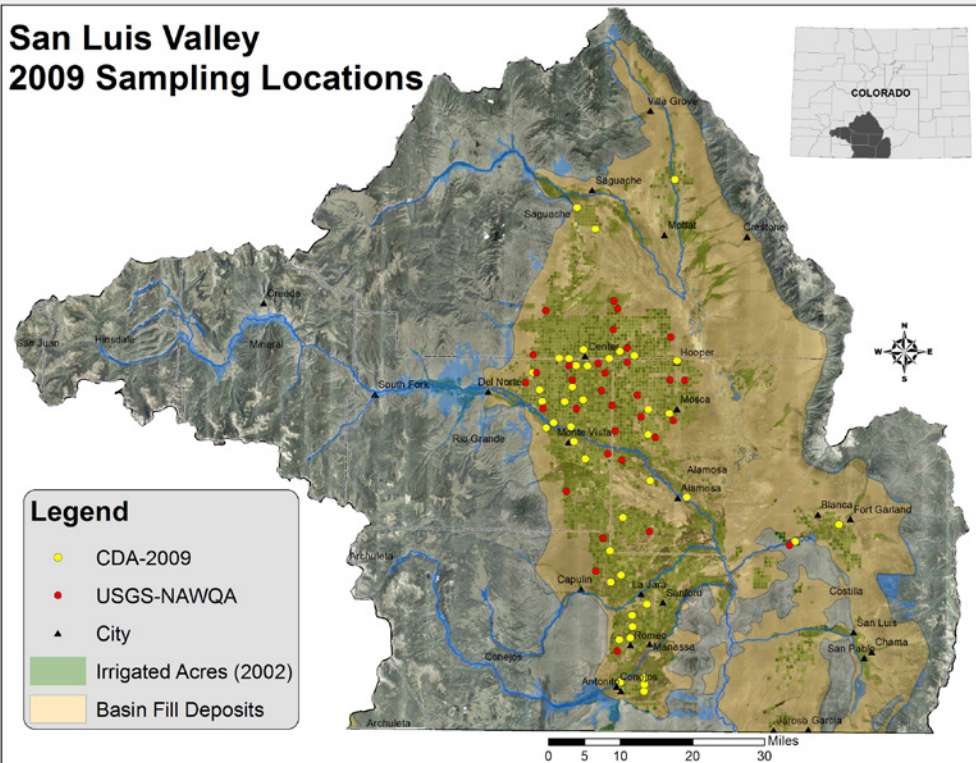 San Luis Valley
2009 Sampling Locations
COLORADO
Villa Grove
Saguache
Saguache
Moffat
Crestone
Creede
San Juan
Hinsdale
Mineral
Center
Hooper
South Fork
Del Norte
Mosca
Rio Grande
Monte Vista
Alamosa
Alamosa
Blanca
Fort Garland
Archuleta
Capulin
La Jara
Sanford
Costilla
San Luis
Romeo
Manassa
San Pablo
Chama
Conejos
Antonito
Conejos
Archuleta
Jaroso
Garcia
N
W
E
S
Legend
CDA-2009
USGS-NAWQA
City
Irrigated Acres (2002)
Basin Fill Deposits
Miles
0 5 10 20 30